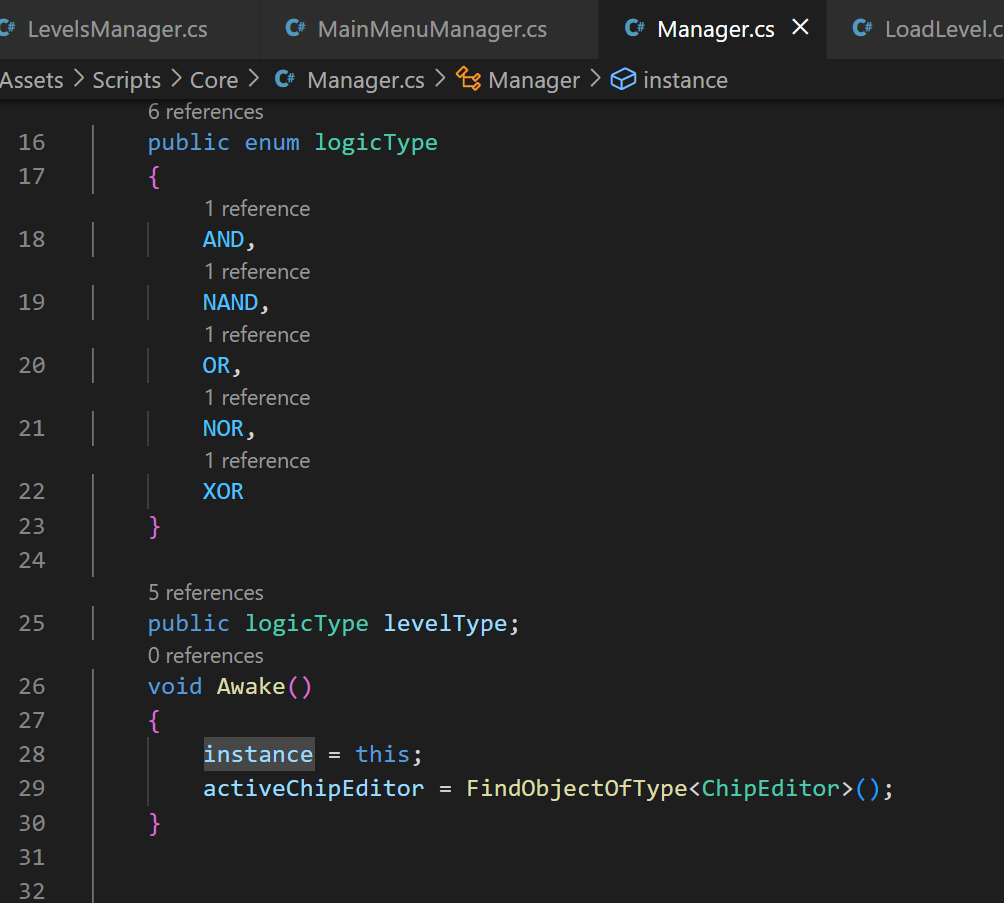 LevelsManager.cs MainMenuManager.cs Manager.cs LoadLevel.c
Assets > Scripts > Core > Manager.cs > Manager > instance
6 references
16 public enum logicType
17 {
1 reference
18 AND,
1 reference
19 NAND,
1 reference
20 OR,
1 reference
21 NOR,
1 reference
22 XOR
23 }
24
5 references
25 public logicType levelType;
0 references
26 void Awake()
27 {
28 instance = this;
29 activeChipEditor = FindObjectOfType<ChipEditor>();
30 }
31
32